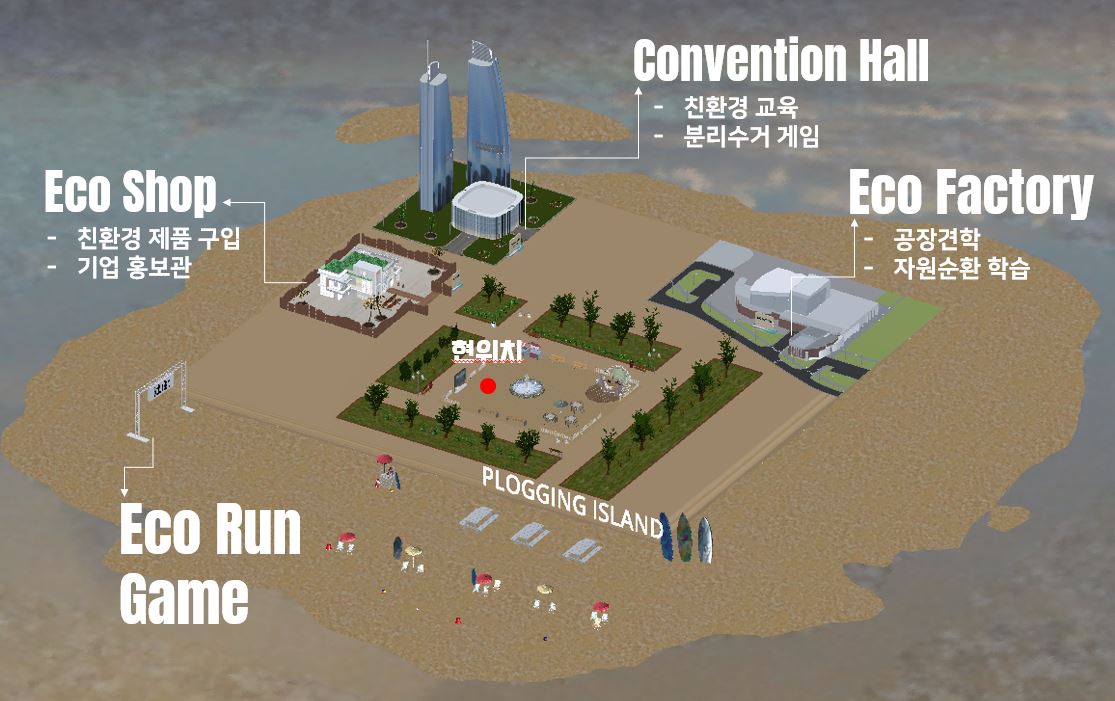 Convention Hall
- 친환경 교육
- 분리수거 게임
Eco Shop
- 친환경 제품 구입
- 기업 홍보관
Eco Factory
- 공장견학
- 자원순환 학습
현위치
PLOGGING ISLAND
Eco Run
Game